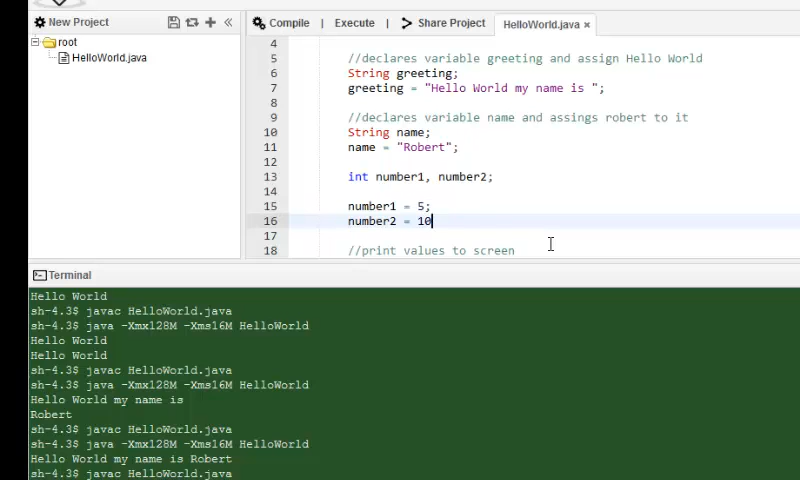 New Project
Compile | Execute | Share Project HelloWorld.java ×
root
HelloWorld.java
4
5 //declares variable greeting and assign Hello World
6 String greeting;
7 greeting = "Hello World my name is ";
8
9 //declares variable name and assings robert to it
10 String name;
11 name = "Robert";
12
13 int number1, number2;
14
15 number1 = 5;
16 number2 = 10
17
18 //print values to screen
Terminal
Hello World
sh-4.3$ javac HelloWorld.java
sh-4.3$ java -Xmx128M -Xms16M HelloWorld
Hello World
Hello World
sh-4.3$ javac HelloWorld.java
sh-4.3$ java -Xmx128M -Xms16M HelloWorld
Hello World my name is
Robert
sh-4.3$ javac HelloWorld.java
sh-4.3$ java -Xmx128M -Xms16M HelloWorld
Hello World my name is Robert
sh-4.3$ javac HelloWorld.java